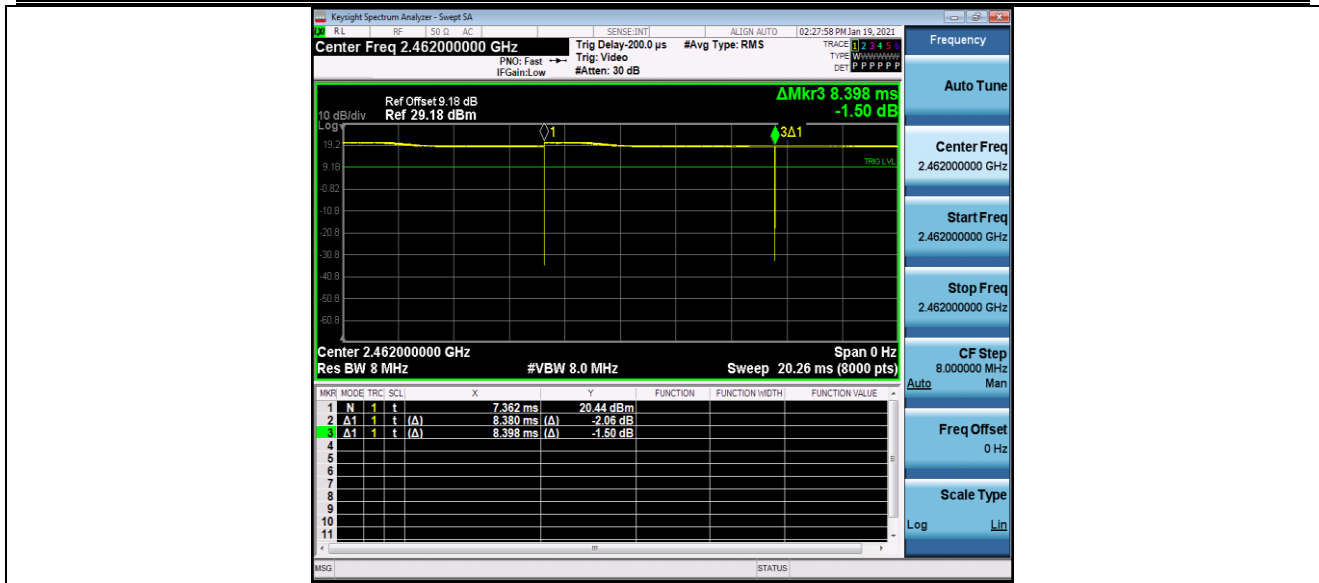 Keysight Spectrum Analyzer - Swept SA
RL RF 50 Ω AC SENSE:INT ALIGN AUTO 02:27:58 PM Jan 19, 2021
Center Freq 2.462000000 GHz
PNO: Fast
IFGain:Low
Trig Delay-200.0 µs
Trig: Video
#Atten: 30 dB
#Avg Type: RMS
TRACE 1 2 3 4 5 6
TYPE WWWWWW
DET P P P P P P
ΔMkr3 8.398 ms
-1.50 dB
Ref Offset 9.18 dB
10 dB/div Ref 29.18 dBm
Log
1
3Δ1
19.2
9.18
TRIG LVL
-0.82
-10.8
-20.8
-30.8
-40.8
-50.8
-60.8
Center 2.462000000 GHz Span 0 Hz
Res BW 8 MHz #VBW 8.0 MHz Sweep 20.26 ms (8000 pts)
MKR MODE TRC SCL X Y FUNCTION FUNCTION WIDTH FUNCTION VALUE
1 N 1 t 7.362 ms 20.44 dBm
2 Δ1 1 t (Δ) 8.380 ms (Δ) -2.06 dB
3 Δ1 1 t (Δ) 8.398 ms (Δ) -1.50 dB
4
5
6
7
8
9
10
11
MSG STATUS
Frequency
Auto Tune
Center Freq
2.462000000 GHz
Start Freq
2.462000000 GHz
Stop Freq
2.462000000 GHz
CF Step
8.000000 MHz
Auto Man
Freq Offset
0 Hz
Scale Type
Log Lin